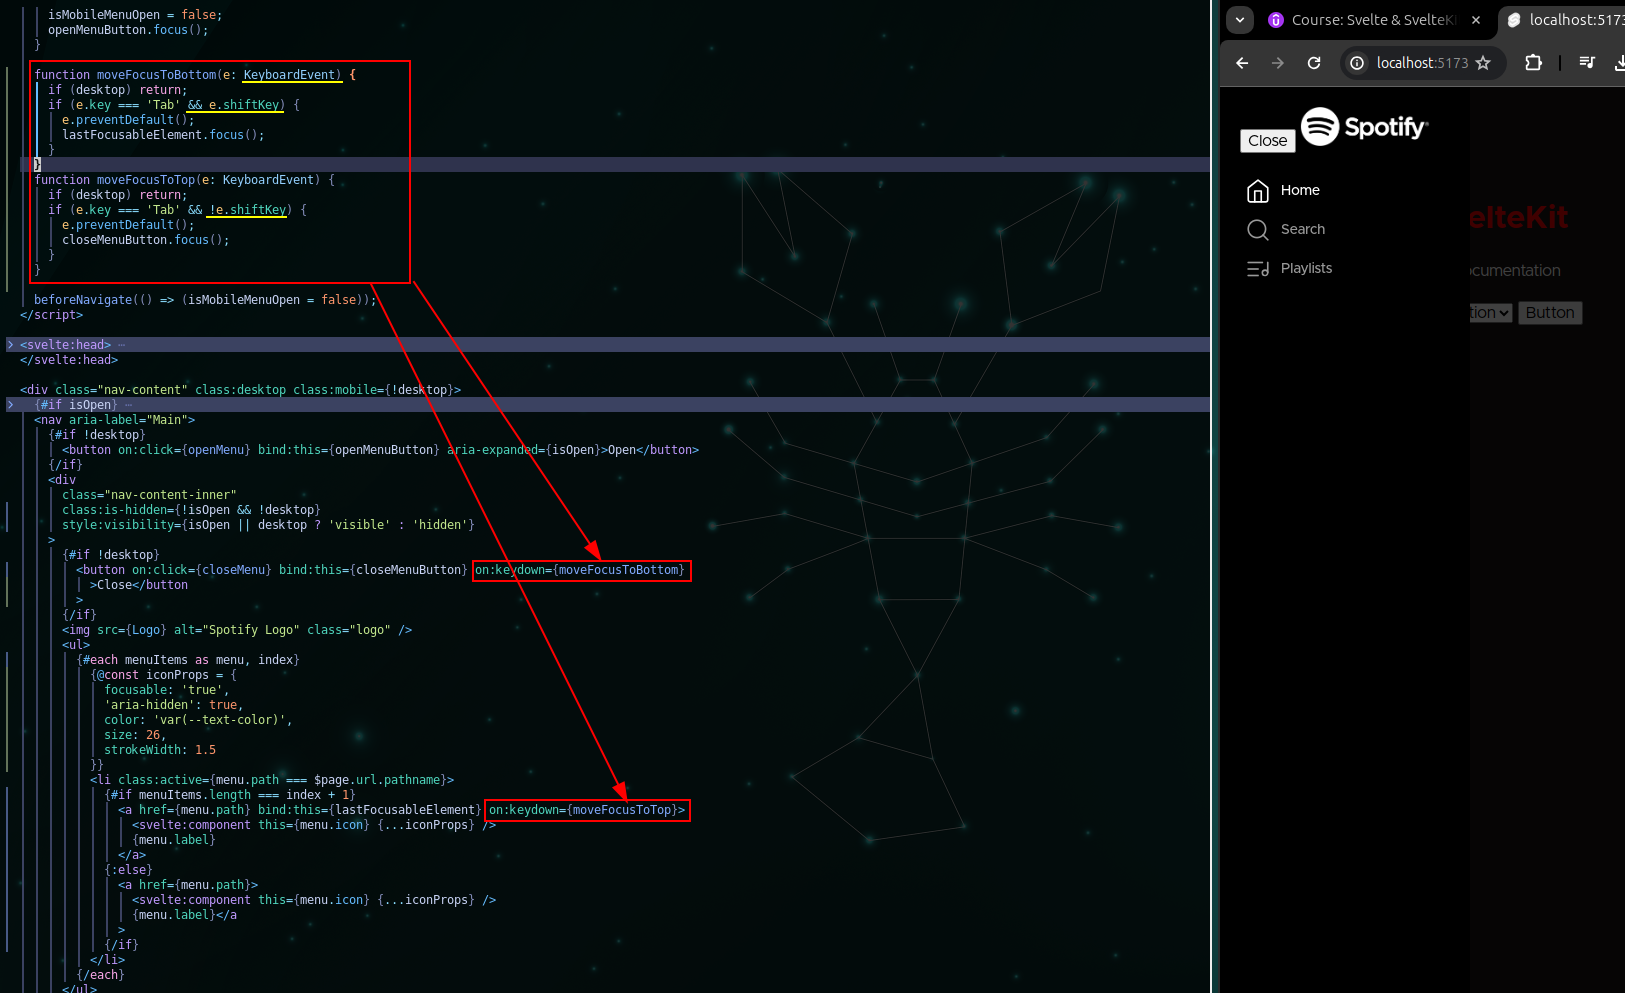 isMobileMenuOpen = false;
openMenuButton.focus();
}
function moveFocusToBottom(e: KeyboardEvent) {
if (desktop) return;
if (e.key === 'Tab' && e.shiftKey) {
e.preventDefault();
lastFocusableElement.focus();
}
}
function moveFocusToTop(e: KeyboardEvent) {
if (desktop) return;
if (e.key === 'Tab' && !e.shiftKey) {
e.preventDefault();
closeMenuButton.focus();
}
}
beforeNavigate(() => (isMobileMenuOpen = false));
</script>
<svelte:head> ⋯
</svelte:head>
<div class="nav-content" class:desktop class:mobile={!desktop}>
{#if isOpen} ⋯
<nav aria-label="Main">
{#if !desktop}
<button on:click={openMenu} bind:this={openMenuButton} aria-expanded={isOpen}>Open</button>
{/if}
<div
class="nav-content-inner"
class:is-hidden={!isOpen && !desktop}
style:visibility={isOpen || desktop ? 'visible' : 'hidden'}
>
{#if !desktop}
<button on:click={closeMenu} bind:this={closeMenuButton} on:keydown={moveFocusToBottom}
>Close</button
>
{/if}
<img src={Logo} alt="Spotify Logo" class="logo" />
<ul>
{#each menuItems as menu, index}
{@const iconProps = {
focusable: 'true',
'aria-hidden': true,
color: 'var(--text-color)',
size: 26,
strokeWidth: 1.5
}}
<li class:active={menu.path === $page.url.pathname}>
{#if menuItems.length === index + 1}
<a href={menu.path} bind:this={lastFocusableElement} on:keydown={moveFocusToTop}>
<svelte:component this={menu.icon} {...iconProps} />
{menu.label}
</a>
{:else}
<a href={menu.path}>
<svelte:component this={menu.icon} {...iconProps} />
{menu.label}</a
>
{/if}
</li>
{/each}
</ul>
Course: Svelte & SvelteKi
localhost:5173
localhost:5173
Close
Spotify
Home
Search
Playlists
elteKit
ocumentation
tion
Button